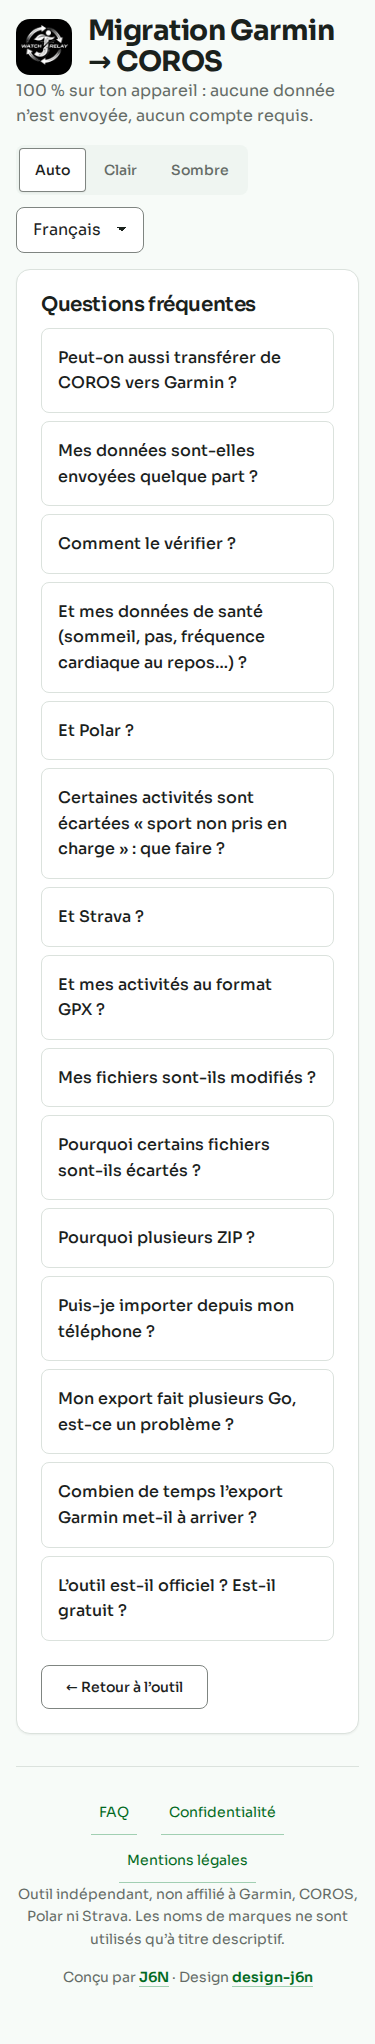 WATCH RELAY
Migration Garmin
→ COROS
100 % sur ton appareil : aucune donnée
n’est envoyée, aucun compte requis.
Auto
Clair
Sombre
Français
Questions fréquentes
Peut-on aussi transférer de
COROS vers Garmin ?
Mes données sont-elles
envoyées quelque part ?
Comment le vérifier ?
Et mes données de santé
(sommeil, pas, fréquence
cardiaque au repos…) ?
Et Polar ?
Certaines activités sont
écartées « sport non pris en
charge » : que faire ?
Et Strava ?
Et mes activités au format
GPX ?
Mes fichiers sont-ils modifiés ?
Pourquoi certains fichiers
sont-ils écartés ?
Pourquoi plusieurs ZIP ?
Puis-je importer depuis mon
téléphone ?
Mon export fait plusieurs Go,
est-ce un problème ?
Combien de temps l’export
Garmin met-il à arriver ?
L’outil est-il officiel ? Est-il
gratuit ?
← Retour à l’outil
FAQ
Confidentialité
Mentions légales
Outil indépendant, non affilié à Garmin, COROS,
Polar ni Strava. Les noms de marques ne sont
utilisés qu’à titre descriptif.
Conçu par J6N · Design design-j6n